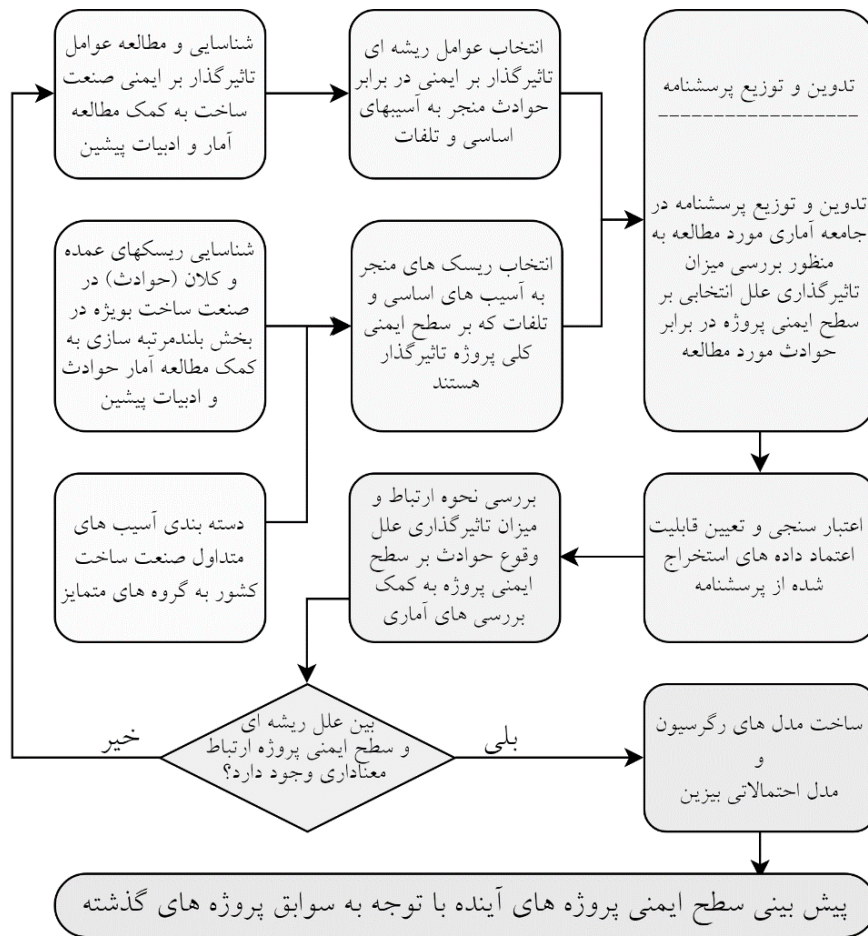 شناسایی و مطالعه عوامل
تاثیرگذار بر ایمنی صنعت
ساخت به کمک مطالعه
آمار و ادبیات پیشین
انتخاب عوامل ریشه ای
تاثیرگذار بر ایمنی در برابر
حوادث منجر به آسیبهای
اساسی و تلفات
تدوین و توزیع پرسشنامه
-------------------
تدوین و توزیع پرسشنامه در
جامعه آماری مورد مطالعه به
منظور بررسی میزان
تاثیرگذاری علل انتخابی بر
سطح ایمنی پروژه در برابر
حوادث مورد مطالعه
شناسایی ریسکهای عمده
و کلان (حوادث) در
صنعت ساخت بویژه در
بخش بلندمرتبه سازی به
کمک مطالعه آمار حوادث
و ادبیات پیشین
انتخاب ریسک های منجر
به آسیب های اساسی و
تلفات که بر سطح ایمنی
کلی پروژه تاثیرگذار
هستند
دسته بندی آسیب های
متداول صنعت ساخت
کشور به گروه های متمایز
بررسی نحوه ارتباط و
میزان تاثیرگذاری علل
وقوع حوادث بر سطح
ایمنی پروژه به کمک
بررسی های آماری
اعتبار سنجی و تعیین قابلیت
اعتماد داده های استخراج
شده از پرسشنامه
بین علل ریشه ای
و سطح ایمنی پروژه ارتباط
معناداری وجود دارد؟
خیر
بلی
ساخت مدل های رگرسیون
و
مدل احتمالاتی بیزین
پیش بینی سطح ایمنی پروژه های آینده با توجه به سوابق پروژه های گذشته